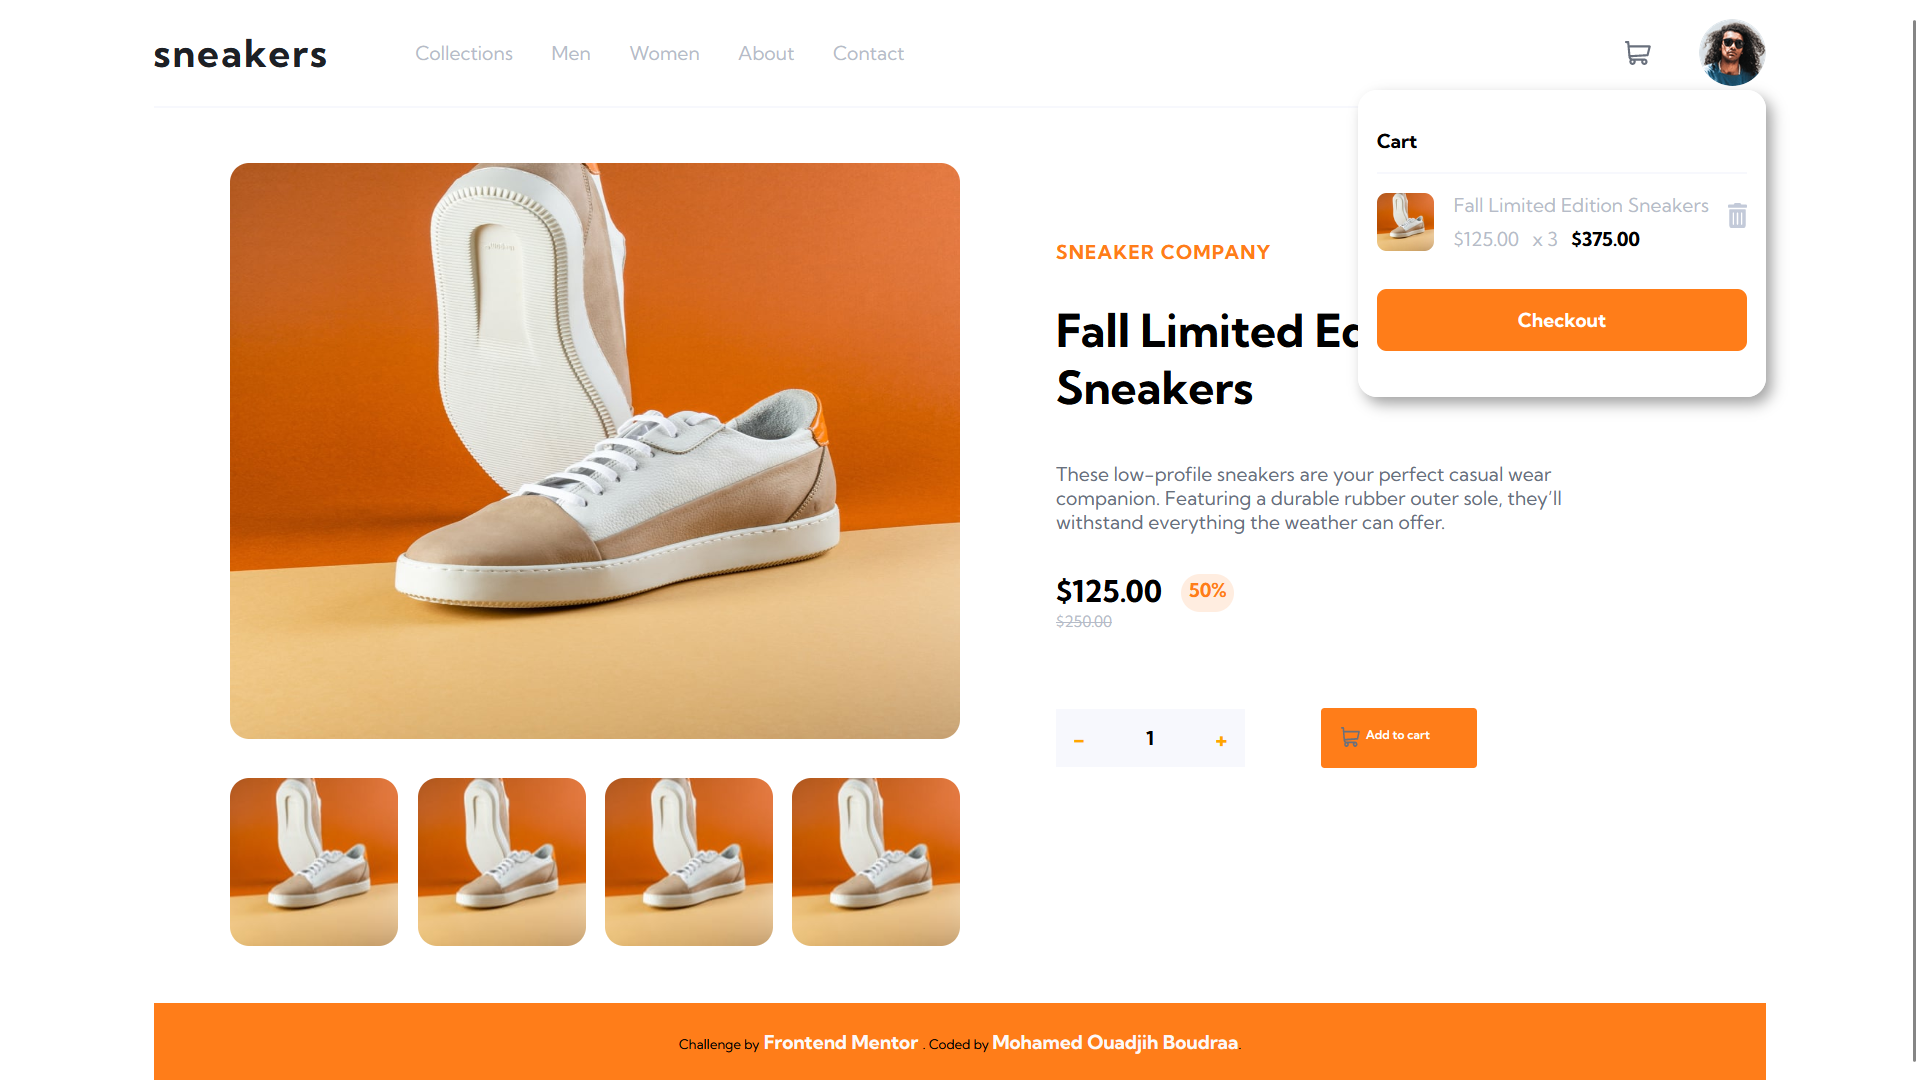 sneakers
Collections Men Women About Contact
Cart
Fall Limited Edition Sneakers
$125.00 x 3 $375.00
Checkout
SNEAKER COMPANY
Fall Limited Ed
Sneakers
These low-profile sneakers are your perfect casual wear
companion. Featuring a durable rubber outer sole, they’ll
withstand everything the weather can offer.
$125.00 50%
$250.00
- 1 +
Add to cart
Challenge by Frontend Mentor . Coded by Mohamed Ouadjih Boudraa.